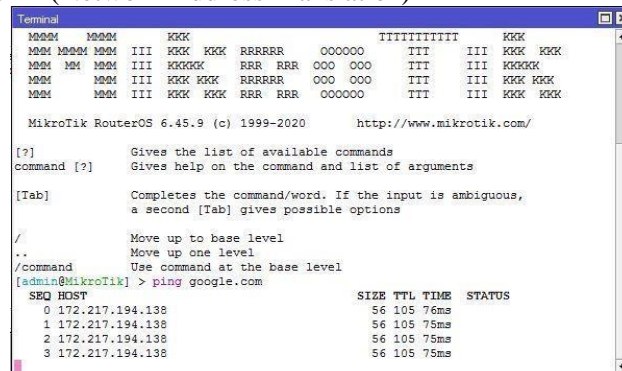 (Network Address Translation)
Terminal
MMMM MMMM KKK TTTTTTTTTTT KKK
MMM MMMM MMM III KKK KKK RRRRRR OOOOOO TTT III KKK KKK
MMM MM MMM III KKKKK RRR RRR OOO OOO TTT III KKKKK
MMM MMM III KKK KKK RRRRRR OOO OOO TTT III KKK KKK
MMM MMM III KKK KKK RRR RRR OOOOOO TTT III KKK KKK
MikroTik RouterOS 6.45.9 (c) 1999-2020 http://www.mikrotik.com/
[?] Gives the list of available commands
command [?] Gives help on the command and list of arguments
[Tab] Completes the command/word. If the input is ambiguous,
a second [Tab] gives possible options
/ Move up to base level
.. Move up one level
/command Use command at the base level
[admin@MikroTik] > ping google.com
SEQ HOST SIZE TTL TIME STATUS
0 172.217.194.138 56 105 76ms
1 172.217.194.138 56 105 75ms
2 172.217.194.138 56 105 75ms
3 172.217.194.138 56 105 75ms